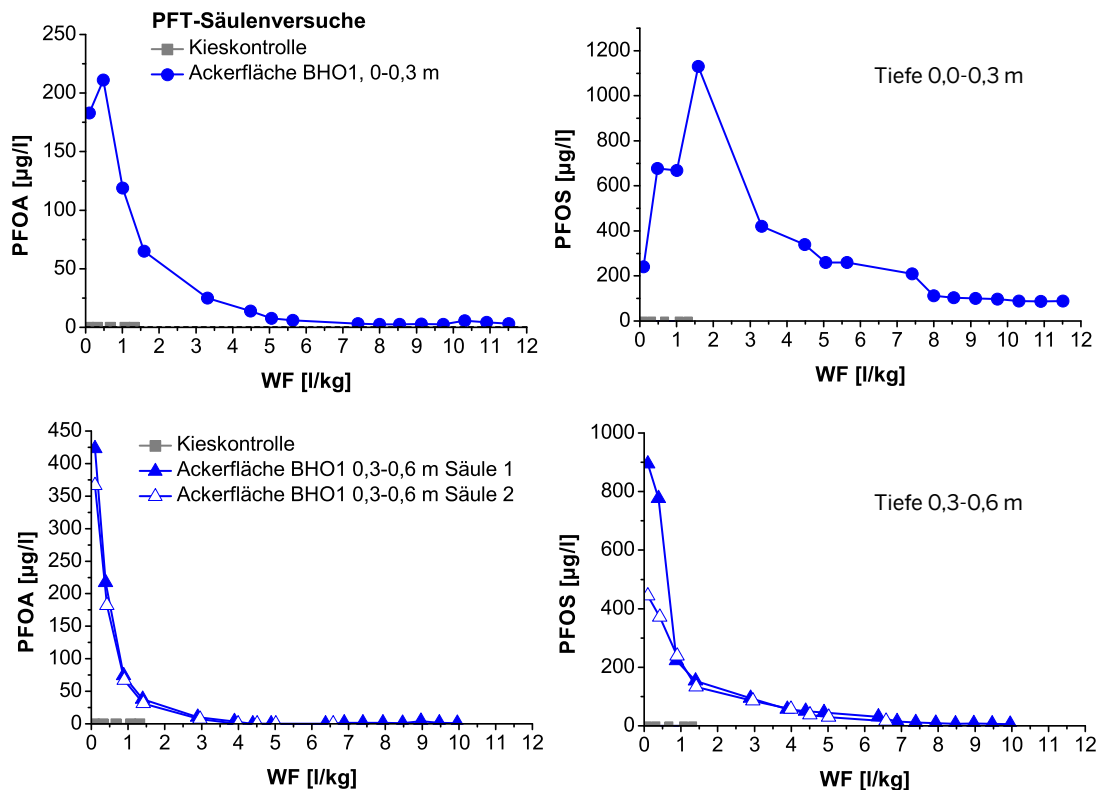 PFT-Säulenversuche
Kieskontrolle
Ackerfläche BHO1, 0-0,3 m
PFOA [µg/l]
250
200
150
100
50
0
0 1 2 3 4 5 6 7 8 9 10 11 12
WF [l/kg]
Tiefe 0,0-0,3 m
PFOS [µg/l]
1200
1000
800
600
400
200
0
0 1 2 3 4 5 6 7 8 9 10 11 12
WF [l/kg]
Kieskontrolle
Ackerfläche BHO1 0,3-0,6 m Säule 1
Ackerfläche BHO1 0,3-0,6 m Säule 2
PFOA [µg/l]
450
400
350
300
250
200
150
100
50
0
0 1 2 3 4 5 6 7 8 9 10 11 12
WF [l/kg]
Tiefe 0,3-0,6 m
PFOS [µg/l]
1000
800
600
400
200
0
0 1 2 3 4 5 6 7 8 9 10 11 12
WF [l/kg]